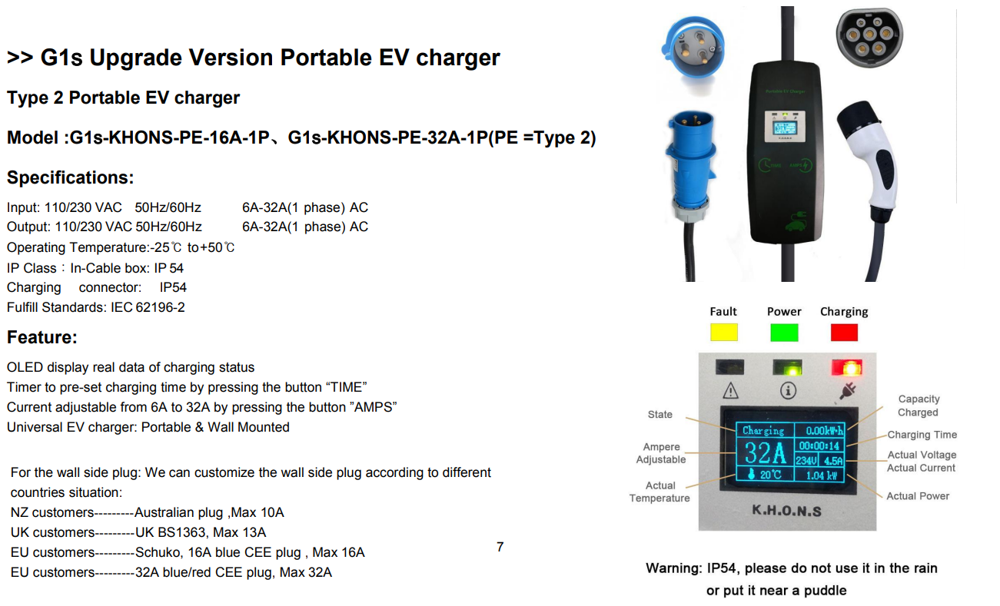 >> G1s Upgrade Version Portable EV charger
Type 2 Portable EV charger
Model :G1s-KHONS-PE-16A-1P、G1s-KHONS-PE-32A-1P(PE =Type 2)
Specifications:
Input: 110/230 VAC 50Hz/60Hz 6A-32A(1 phase) AC
Output: 110/230 VAC 50Hz/60Hz 6A-32A(1 phase) AC
Operating Temperature:-25℃ to+50℃
IP Class：In-Cable box: IP 54
Charging connector: IP54
Fulfill Standards: IEC 62196-2
Feature:
OLED display real data of charging status
Timer to pre-set charging time by pressing the button “TIME”
Current adjustable from 6A to 32A by pressing the button ”AMPS”
Universal EV charger: Portable & Wall Mounted
For the wall side plug: We can customize the wall side plug according to different
countries situation:
NZ customers---------Australian plug ,Max 10A
UK customers---------UK BS1363, Max 13A
EU customers---------Schuko, 16A blue CEE plug , Max 16A
EU customers---------32A blue/red CEE plug, Max 32A
7
Portable EV Charger
K.H.O.N.S
TIME
AMPS
Fault Power Charging
State
Ampere
Adjustable
Actual
Temperature
Charging 0.00kW·h
32A
00:00:14
234V 4.5A
20℃ 1.04 kW
K.H.O.N.S
Capacity
Charged
Charging Time
Actual Voltage
Actual Current
Actual Power
Warning: IP54, please do not use it in the rain
or put it near a puddle